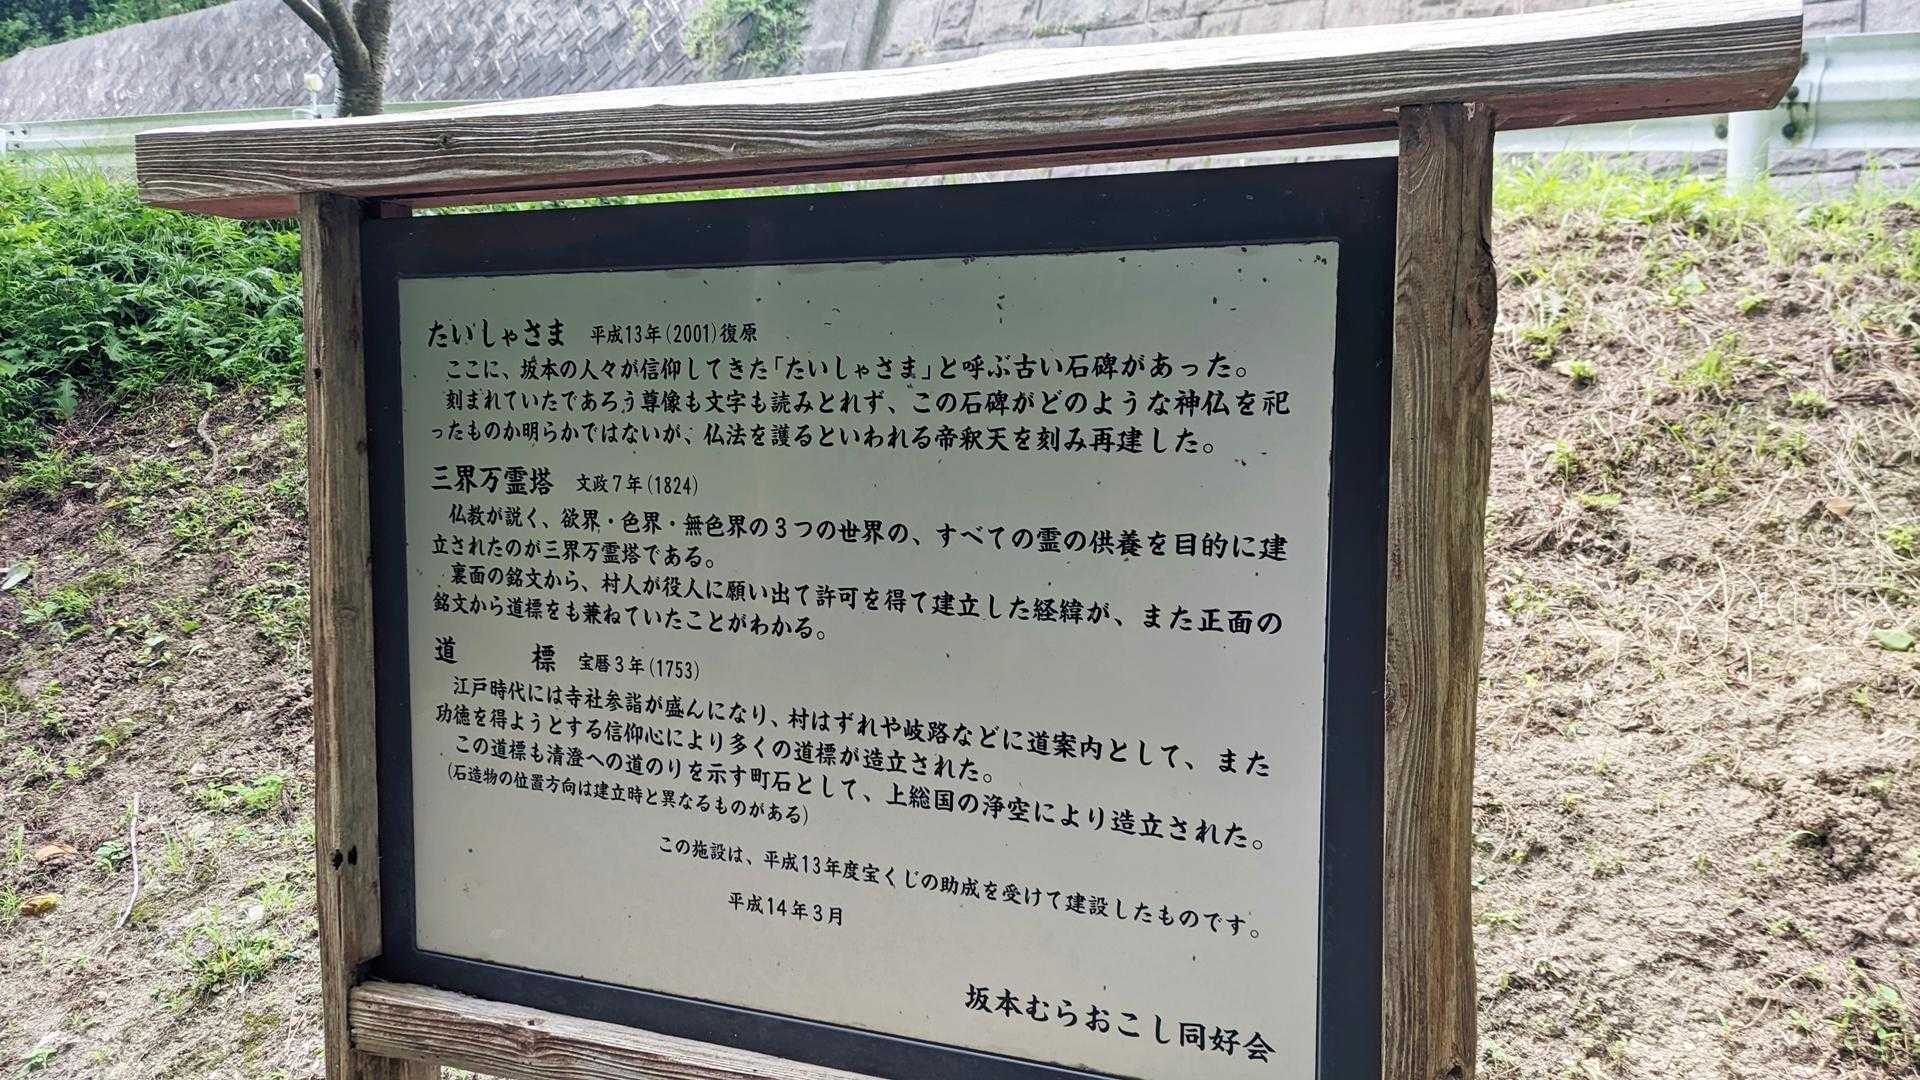 たいしゃさま 平成13年(2001)復原
ここに、坂本の人々が信仰してきた「たいしゃさま」と呼ぶ古い石碑があった。
刻まれていたであろう尊像も文字も読みとれず、この石碑がどのような神仏を祀
ったものか明らかではないが、仏法を護るといわれる帝釈天を刻み再建した。
三界万霊塔 文政7年(1824)
仏教が説く、欲界・色界・無色界の3つの世界の、すべての霊の供養を目的に建
立されたのが三界万霊塔である。
裏面の銘文から、村人が役人に願い出て許可を得て建立した経緯が、また正面の
銘文から道標をも兼ねていたことがわかる。
道 標 宝暦3年(1753)
江戸時代には寺社参詣が盛んになり、村はずれや岐路などに道案内として、また
功徳を得ようとする信仰心により多くの道標が造立された。
この道標も清澄への道のりを示す町石として、上総国の浄空により造立された。
(石造物の位置方向は建立時と異なるものがある)
この施設は、平成13年度宝くじの助成を受けて建設したものです。
平成14年3月
坂本むらおこし同好会